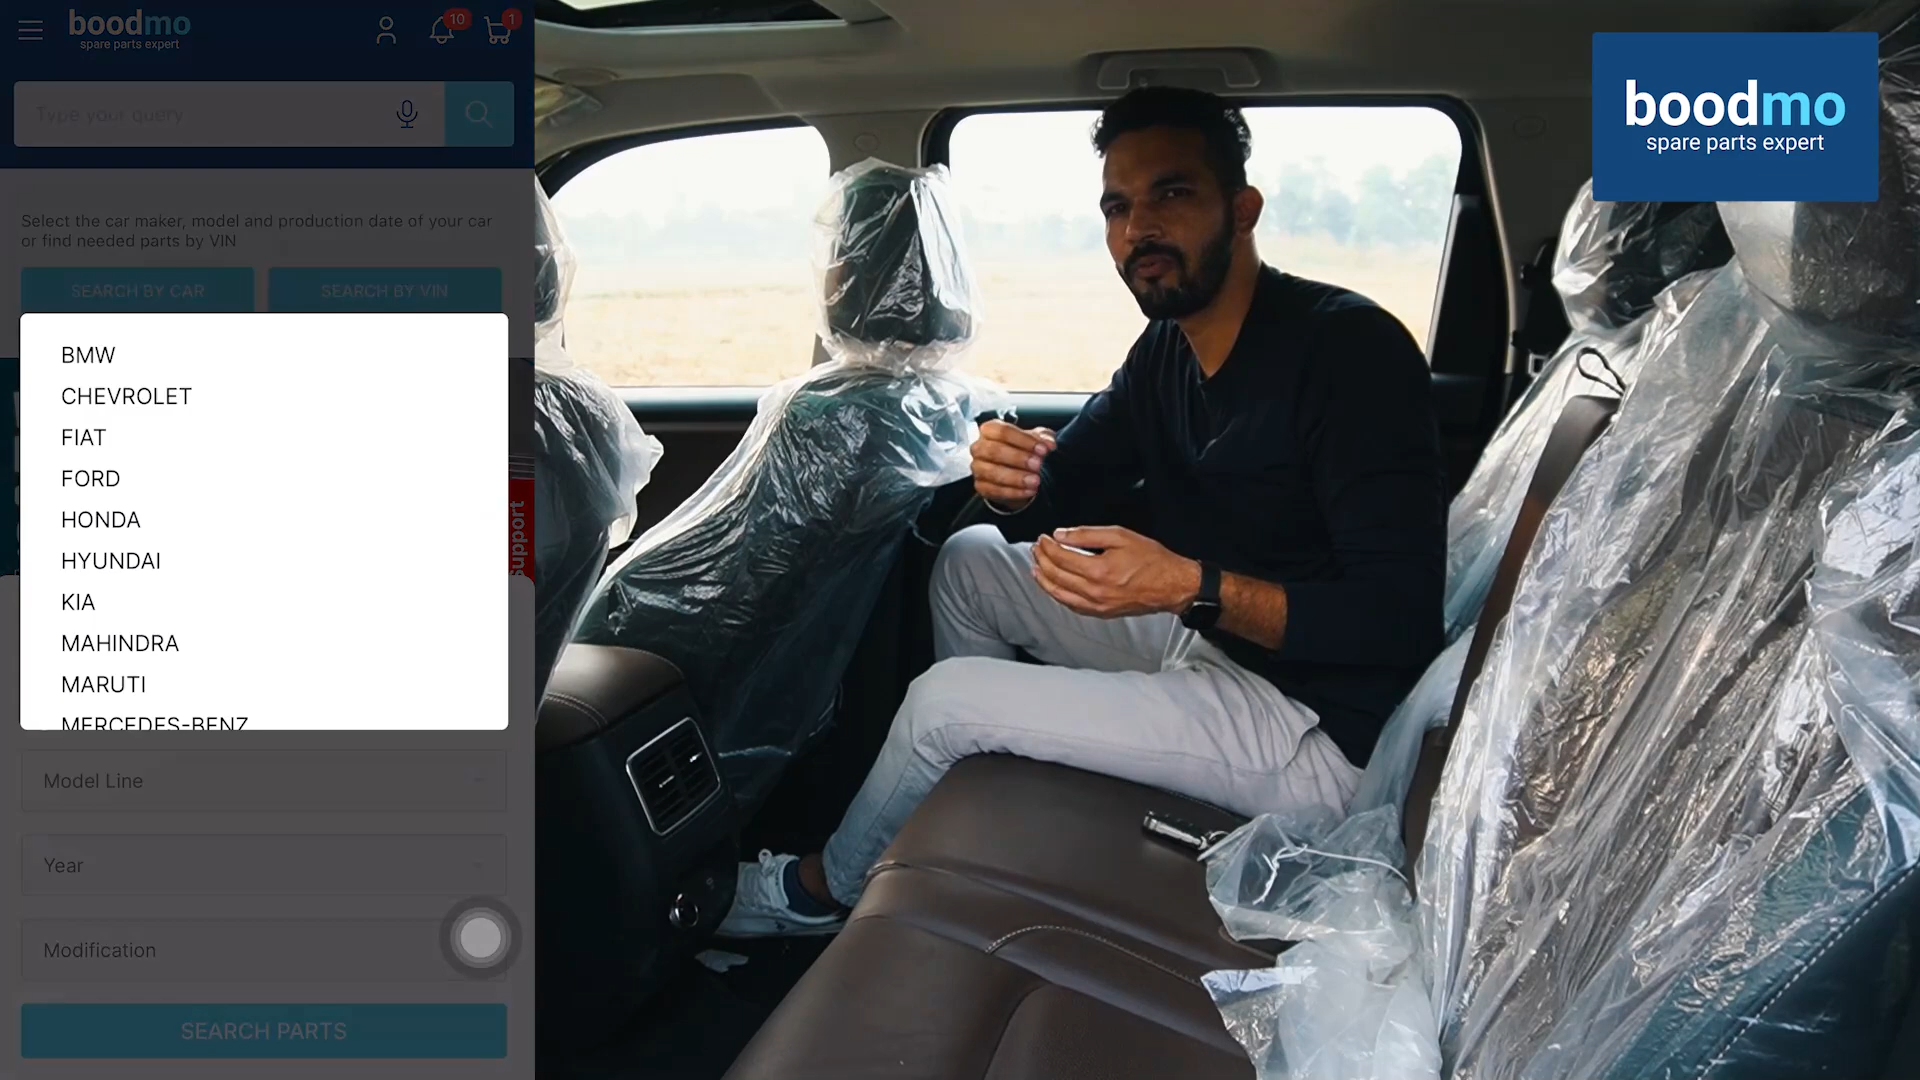 boodmo
spare parts expert
10
1
Type your query
Select the car maker, model and production date of your car
or find needed parts by VIN
SEARCH BY CAR
SEARCH BY VIN
BMW
CHEVROLET
FIAT
FORD
HONDA
HYUNDAI
KIA
MAHINDRA
MARUTI
MERCEDES-BENZ
support
Model Line
Year
Modification
SEARCH PARTS
boodmo
spare parts expert